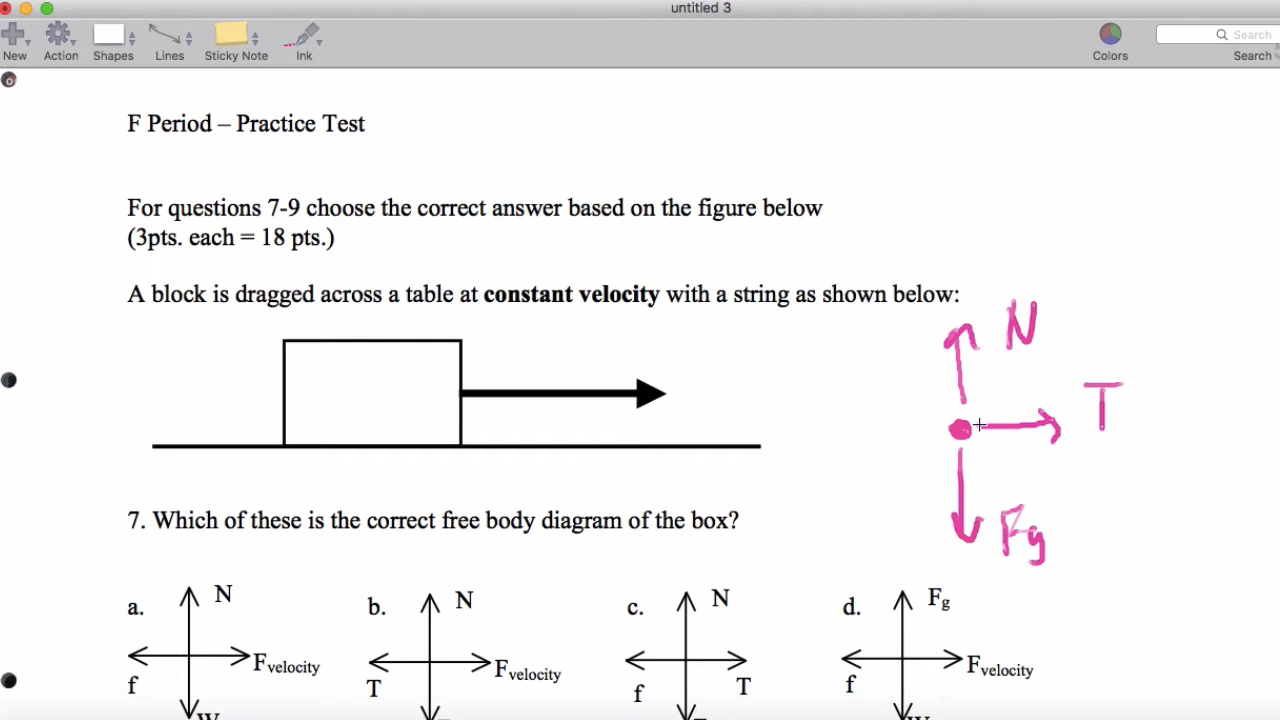 untitled 3
New Action Shapes Lines Sticky Note Ink Colors Search
Search
F Period – Practice Test
For questions 7-9 choose the correct answer based on the figure below
(3pts. each = 18 pts.)
A block is dragged across a table at constant velocity with a string as shown below:
N
T
Fg
7. Which of these is the correct free body diagram of the box?
a. N
f Fvelocity
W
b. N
T Fvelocity
c. N
f T
d. Fg
f Fvelocity
W